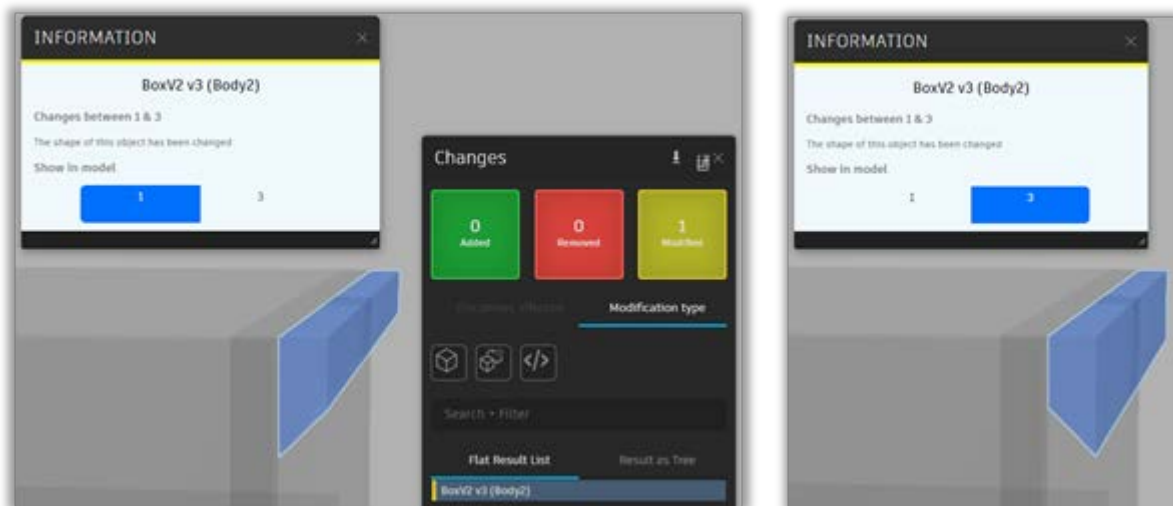 INFORMATION
BoxV2 v3 (Body2)
Changes between 1 & 3
The shape of this object has been changed
Show in model
1 3
Changes
0 0 1
Added Removed Modified
Modification type
Search + Filter
Flat Result List Result as Tree
BoxV2 v3 (Body2)
INFORMATION
BoxV2 v3 (Body2)
Changes between 1 & 3
The shape of this object has been changed
Show in model
1 3